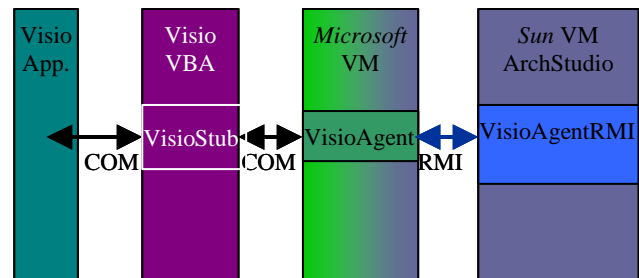 Visio
App.
Visio
VBA
Microsoft
VM
Sun VM
ArchStudio
VisioStub
VisioAgent
VisioAgentRMI
COM
COM
RMI